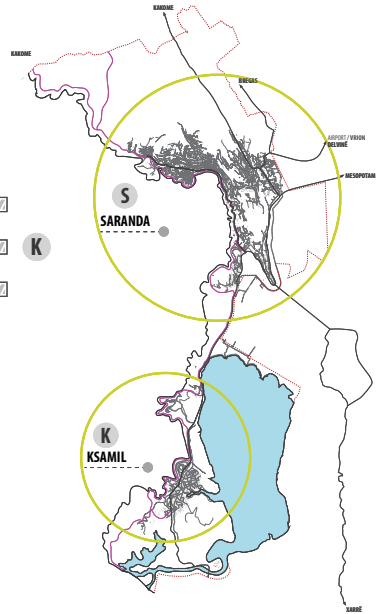 KAKOME
KAKOME
BREGAS
AIRPORT / VRION
DELVINË
MESOPOTAM
S
SARANDA
K
K
KSAMIL
XARRË